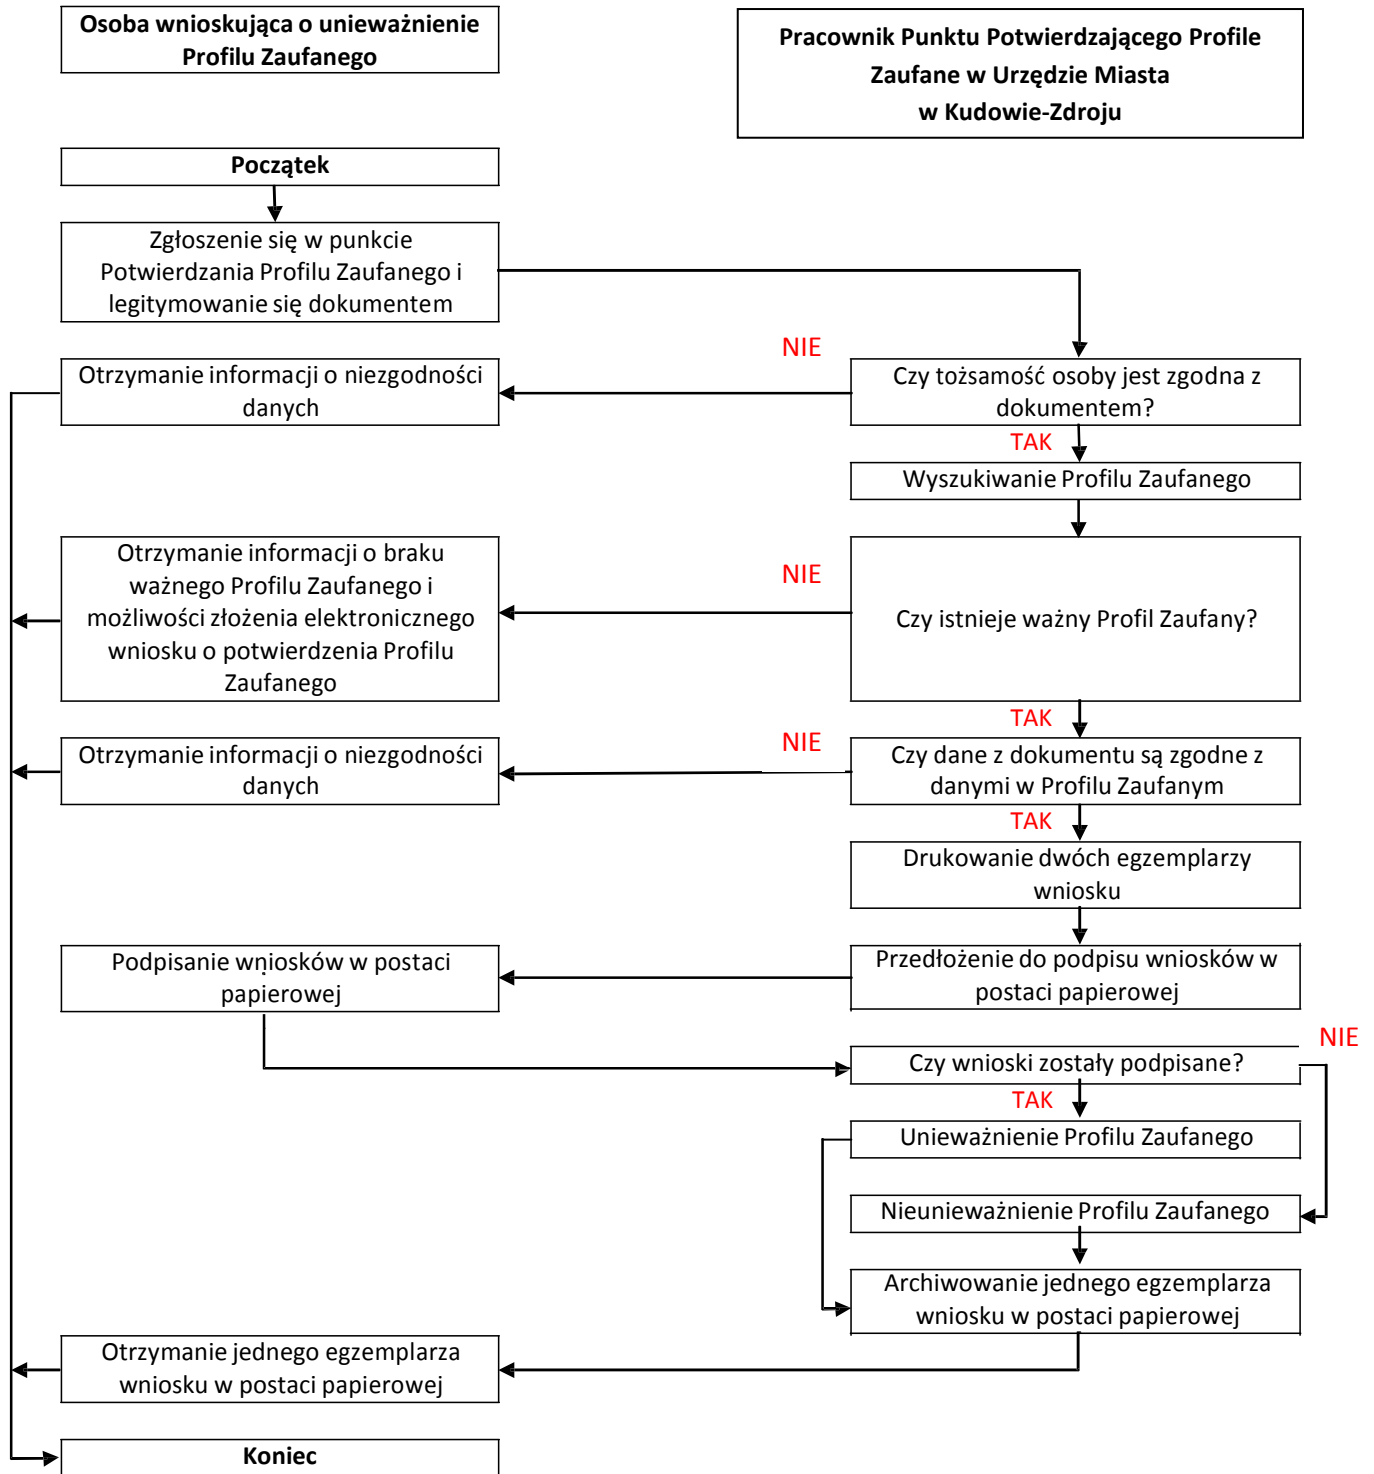 Osoba wnioskująca o unieważnienie
Profilu Zaufanego
Pracownik Punktu Potwierdzającego Profile
Zaufane w Urzędzie Miasta
w Kudowie-Zdroju
Początek
Zgłoszenie się w punkcie
Potwierdzania Profilu Zaufanego i
legitymowanie się dokumentem
NIE
Otrzymanie informacji o niezgodności
danych
Czy tożsamość osoby jest zgodna z
dokumentem?
TAK
Wyszukiwanie Profilu Zaufanego
Otrzymanie informacji o braku
ważnego Profilu Zaufanego i
możliwości złożenia elektronicznego
wniosku o potwierdzenia Profilu
Zaufanego
NIE
Czy istnieje ważny Profil Zaufany?
TAK
Otrzymanie informacji o niezgodności
danych
NIE
Czy dane z dokumentu są zgodne z
danymi w Profilu Zaufanym
TAK
Drukowanie dwóch egzemplarzy
wniosku
Podpisanie wniosków w postaci
papierowej
Przedłożenie do podpisu wniosków w
postaci papierowej
NIE
Czy wnioski zostały podpisane?
TAK
Unieważnienie Profilu Zaufanego
Nieunieważnienie Profilu Zaufanego
Archiwowanie jednego egzemplarza
wniosku w postaci papierowej
Otrzymanie jednego egzemplarza
wniosku w postaci papierowej
Koniec